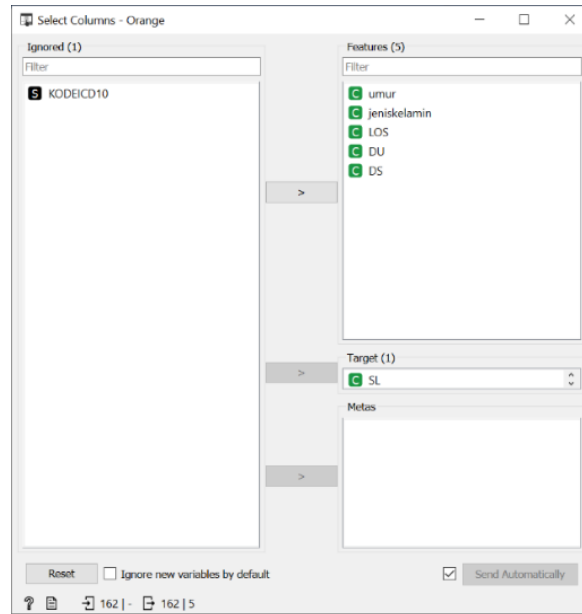 Select Columns - Orange
Ignored (1)
Filter
S KODEICD10
>
>
>
Features (5)
Filter
C umur
C jeniskelamin
C LOS
C DU
C DS
Target (1)
C SL
Metas
Reset
Ignore new variables by default
Send Automatically
? 162 | - 162 | 5